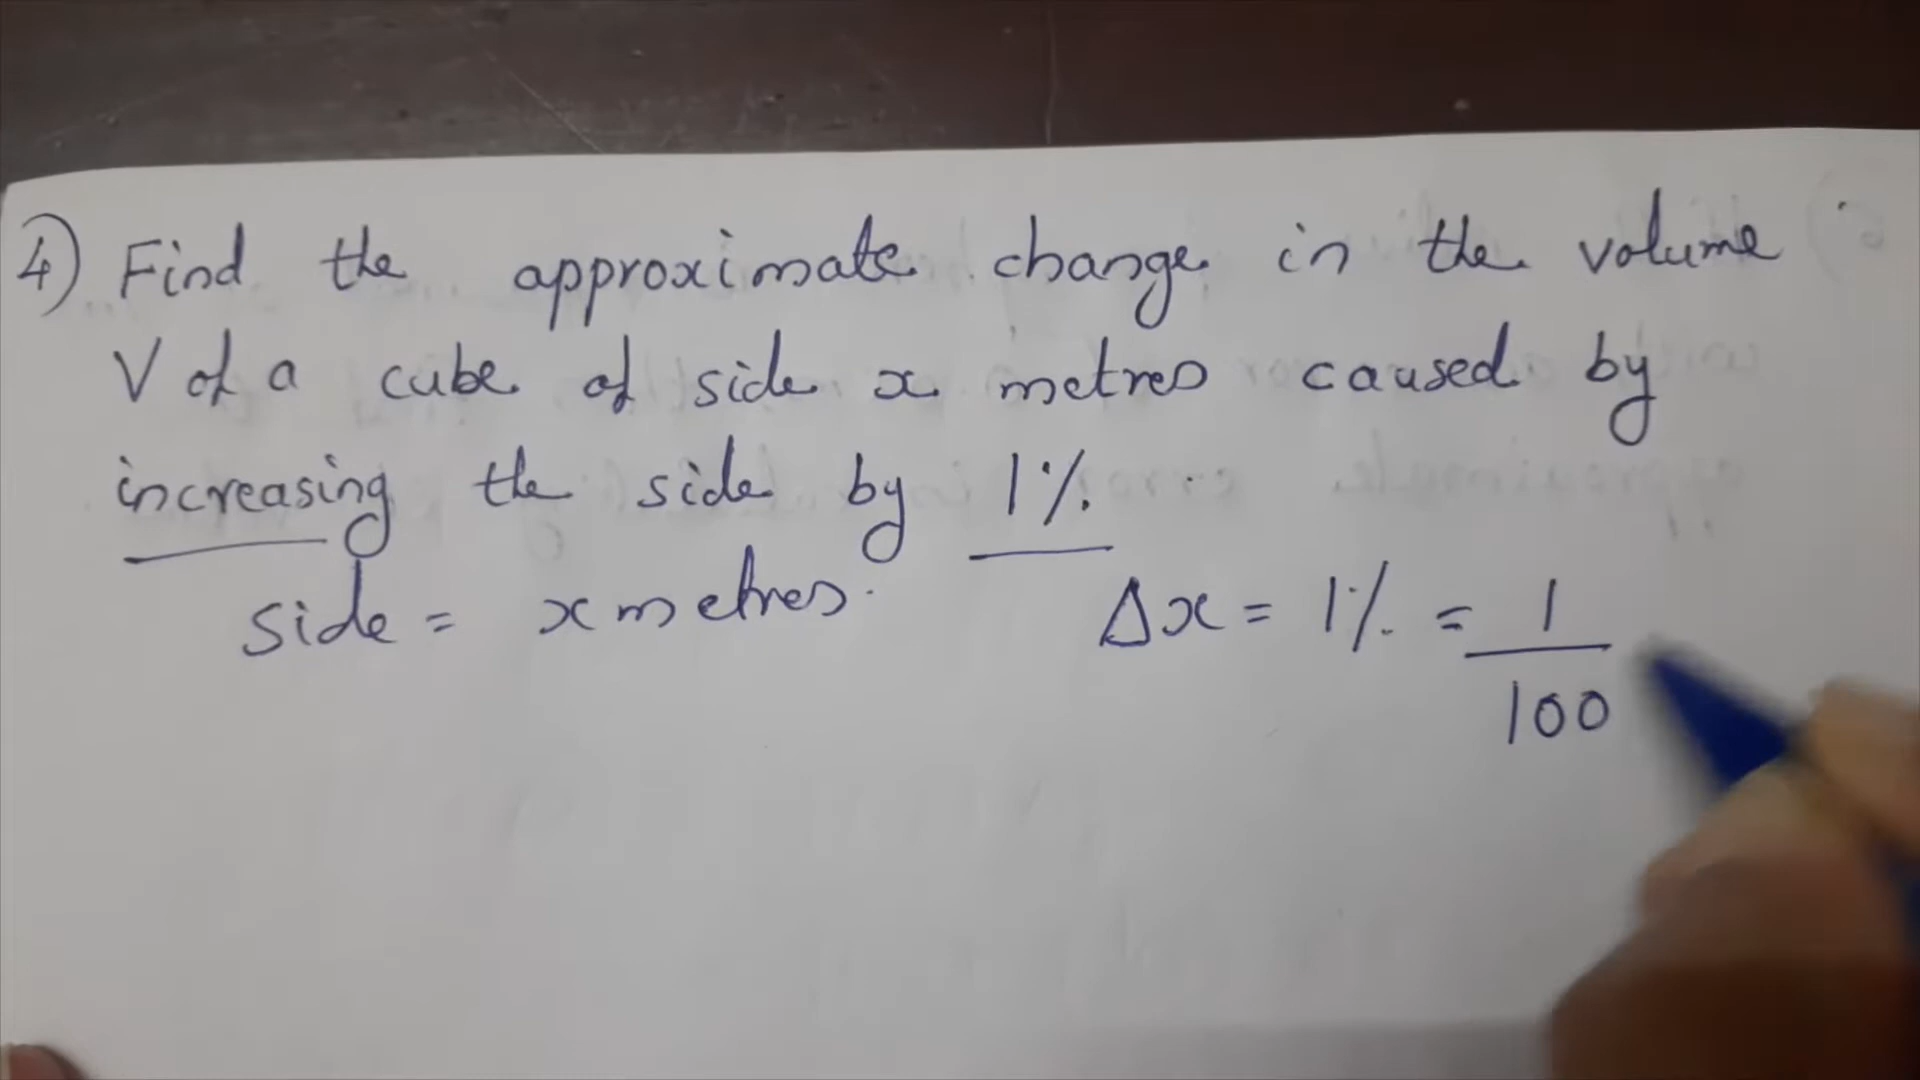 4) Find the approximate change in the volume
V of a cube of side x metres caused by
increasing the side by 1%.
side = x metres. Δx = 1% = 1/100